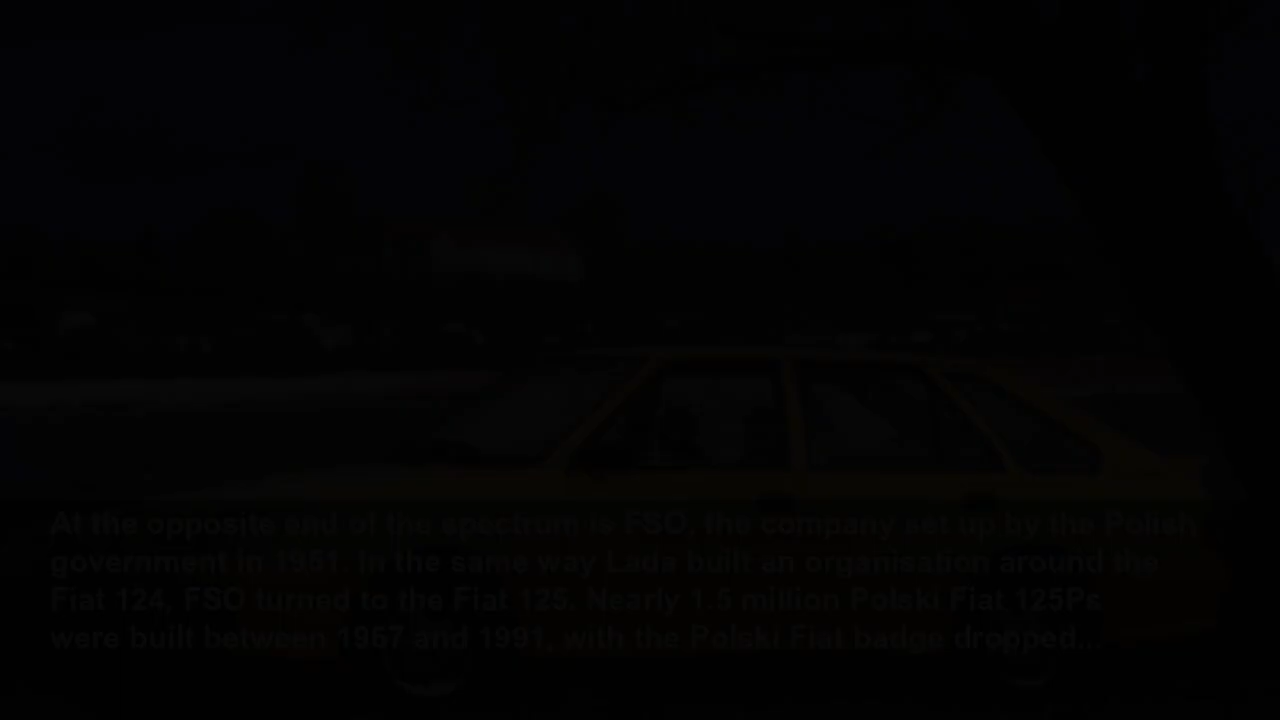 At the opposite end of the spectrum is FSO, the company set up by the Polish
government in 1951. In the same way Lada built an organisation around the
Fiat 124, FSO turned to the Fiat 125. Nearly 1.5 million Polski Fiat 125Ps
were built between 1967 and 1991, with the Polski Fiat badge dropped...